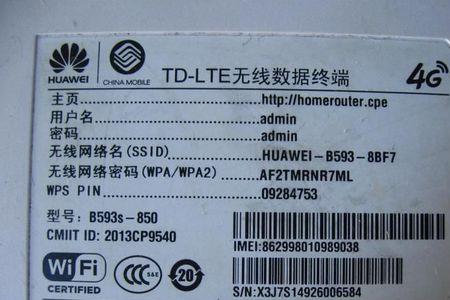 HUAWEI
CHINA MOBILE
TD-LTE无线数据终端
4G
主页 http://homerouter.cpe
用户名 admin
密码 admin
无线网络名(SSID) HUAWEI-B593-8BF7
无线网络密码(WPA/WPA2) AF2TMRNR7ML
WPS PIN 09284753
型号: B593s-850
CMIIT ID: 2013CP9540
IMEI:862998010989038
Wi Fi CERTIFIED
CCC S&E
20
S/N:X3J7S14926006584